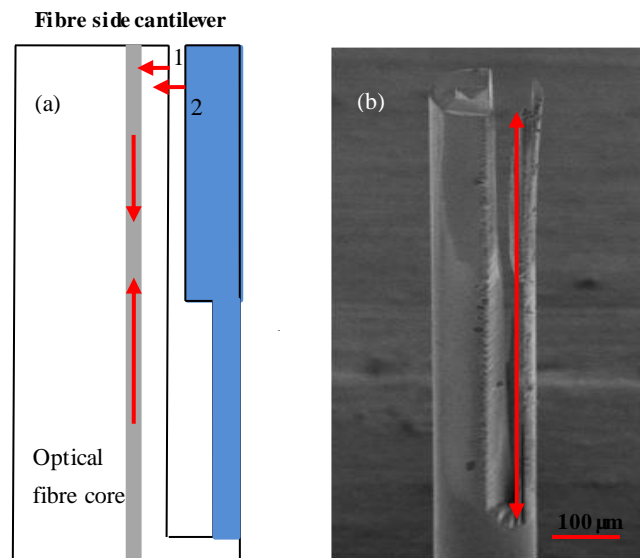 Fibre side cantilever
1
(a)
2
(b)
Optical
fibre core
100 µm